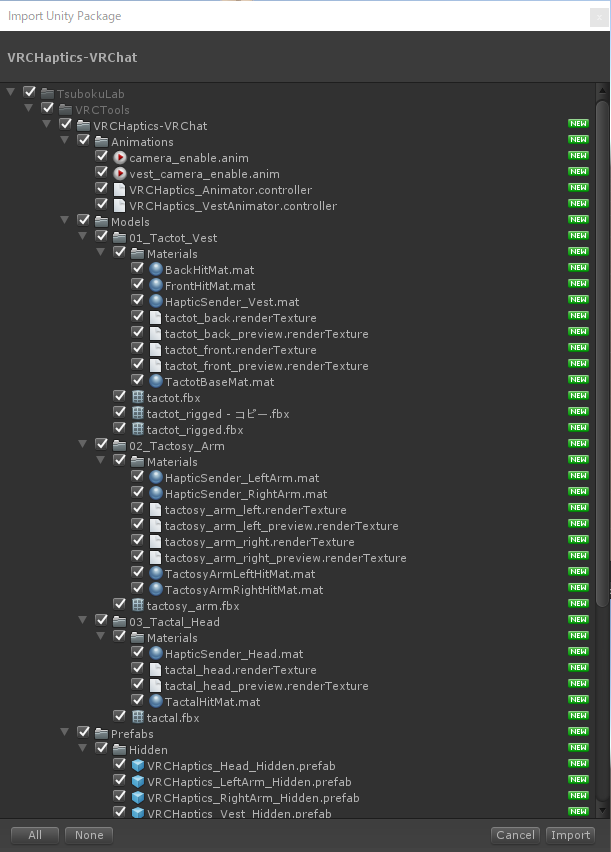 Import Unity Package
VRCHaptics-VRChat
TsubokuLab
VRCTools
VRCHaptics-VRChat NEW
Animations NEW
camera_enable.anim NEW
vest_camera_enable.anim NEW
VRCHaptics_Animator.controller NEW
VRCHaptics_VestAnimator.controller NEW
Models NEW
01_Tactot_Vest NEW
Materials NEW
BackHitMat.mat NEW
FrontHitMat.mat NEW
HapticSender_Vest.mat NEW
tactot_back.renderTexture NEW
tactot_back_preview.renderTexture NEW
tactot_front.renderTexture NEW
tactot_front_preview.renderTexture NEW
TactotBaseMat.mat NEW
tactot.fbx NEW
tactot_rigged - コピー.fbx NEW
tactot_rigged.fbx NEW
02_Tactosy_Arm NEW
Materials NEW
HapticSender_LeftArm.mat NEW
HapticSender_RightArm.mat NEW
tactosy_arm_left.renderTexture NEW
tactosy_arm_left_preview.renderTexture NEW
tactosy_arm_right.renderTexture NEW
tactosy_arm_right_preview.renderTexture NEW
TactosyArmLeftHitMat.mat NEW
TactosyArmRightHitMat.mat NEW
tactosy_arm.fbx NEW
03_Tactal_Head NEW
Materials NEW
HapticSender_Head.mat NEW
tactal_head.renderTexture NEW
tactal_head_preview.renderTexture NEW
TactalHitMat.mat NEW
tactal.fbx NEW
Prefabs NEW
Hidden NEW
VRCHaptics_Head_Hidden.prefab NEW
VRCHaptics_LeftArm_Hidden.prefab NEW
VRCHaptics_RightArm_Hidden.prefab NEW
VRCHaptics_Vest_Hidden.prefab NEW
All None Cancel Import